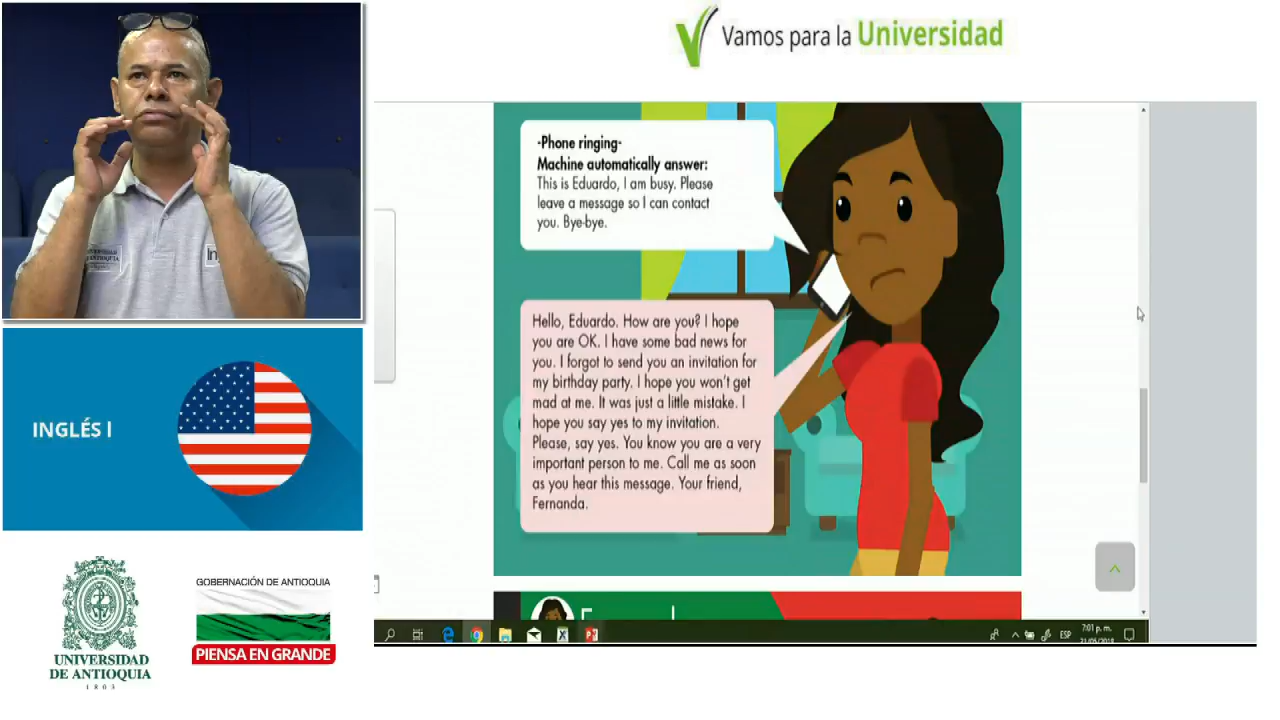 Vamos para la Universidad
-Phone ringing-
Machine automatically answer:
This is Eduardo, I am busy. Please
leave a message so I can contact
you. Bye-bye.
Hello, Eduardo. How are you? I hope
you are OK. I have some bad news for
you. I forgot to send you an invitation for
my birthday party. I hope you won't get
mad at me. It was just a little mistake. I
hope you say yes to my invitation.
Please, say yes. You know you are a very
important person to me. Call me as soon
as you hear this message. Your friend,
Fernanda.
INGLÉS I
UNIVERSIDAD
DE ANTIOQUIA
1803
GOBERNACIÓN DE ANTIOQUIA
PIENSA EN GRANDE
ESP
7:01 p. m.